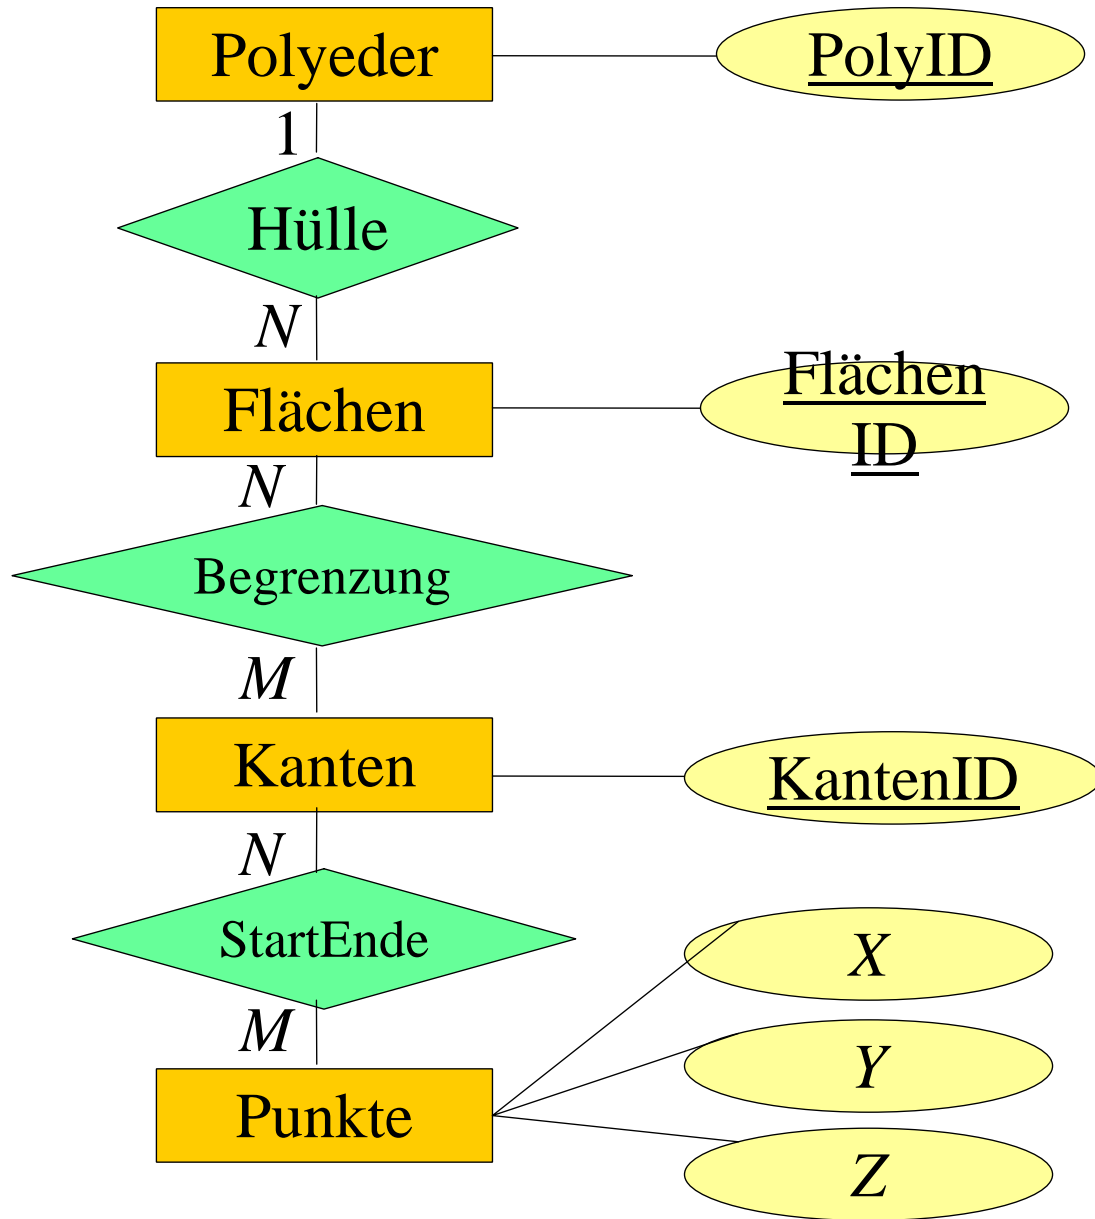 Polyeder
PolyID
1
Hülle
N
Flächen
Flächen
ID
N
Begrenzung
M
Kanten
KantenID
N
StartEnde
X
M
Y
Punkte
Z